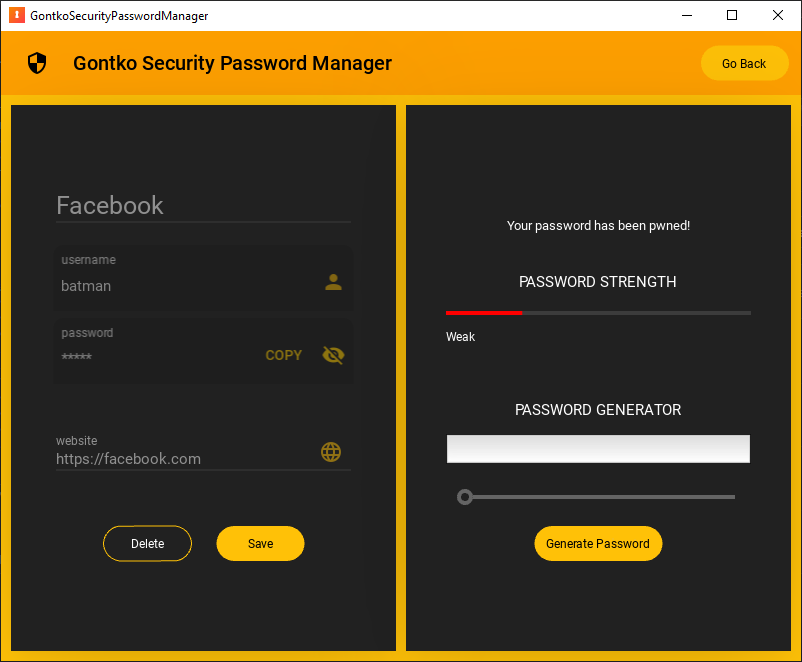 GontkoSecurityPasswordManager
Gontko Security Password Manager
Go Back
Facebook
username
batman
password
*****
COPY
website
https://facebook.com
Delete
Save
Your password has been pwned!
PASSWORD STRENGTH
Weak
PASSWORD GENERATOR
Generate Password